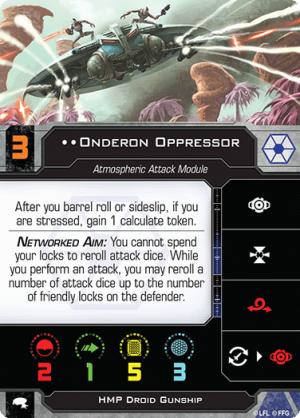 3
••Onderon Oppressor
Atmospheric Attack Module
After you barrel roll or sideslip, if you
are stressed, gain 1 calculate token.
Networked Aim: You cannot spend
your locks to reroll attack dice. While
you perform an attack, you may reroll a
number of attack dice up to the number
of friendly locks on the defender.
2 1 5 3
HMP Droid Gunship
©LFL ©FFG